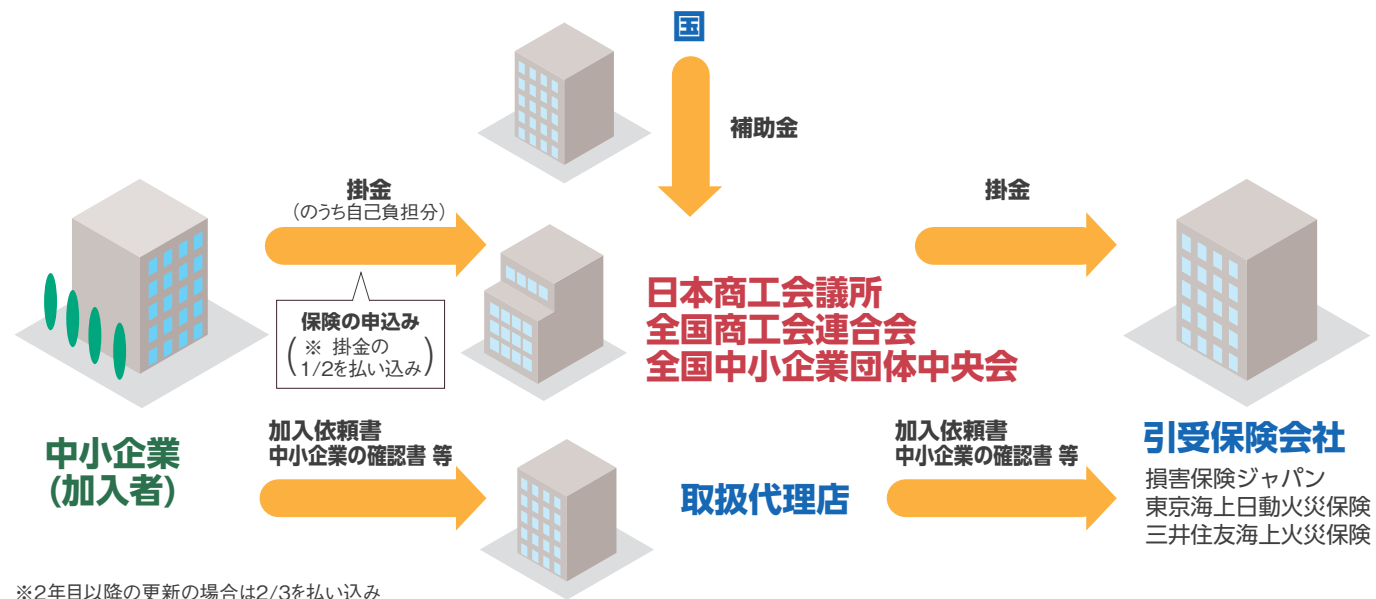 国
補助金
掛金
(のうち自己負担分)
掛金
保険の申込み
※ 掛金の
1/2を払い込み
日本商工会議所
全国商工会連合会
全国中小企業団体中央会
中小企業
(加入者)
加入依頼書
中小企業の確認書 等
取扱代理店
加入依頼書
中小企業の確認書 等
引受保険会社
損害保険ジャパン
東京海上日動火災保険
三井住友海上火災保険
※2年目以降の更新の場合は2/3を払い込み